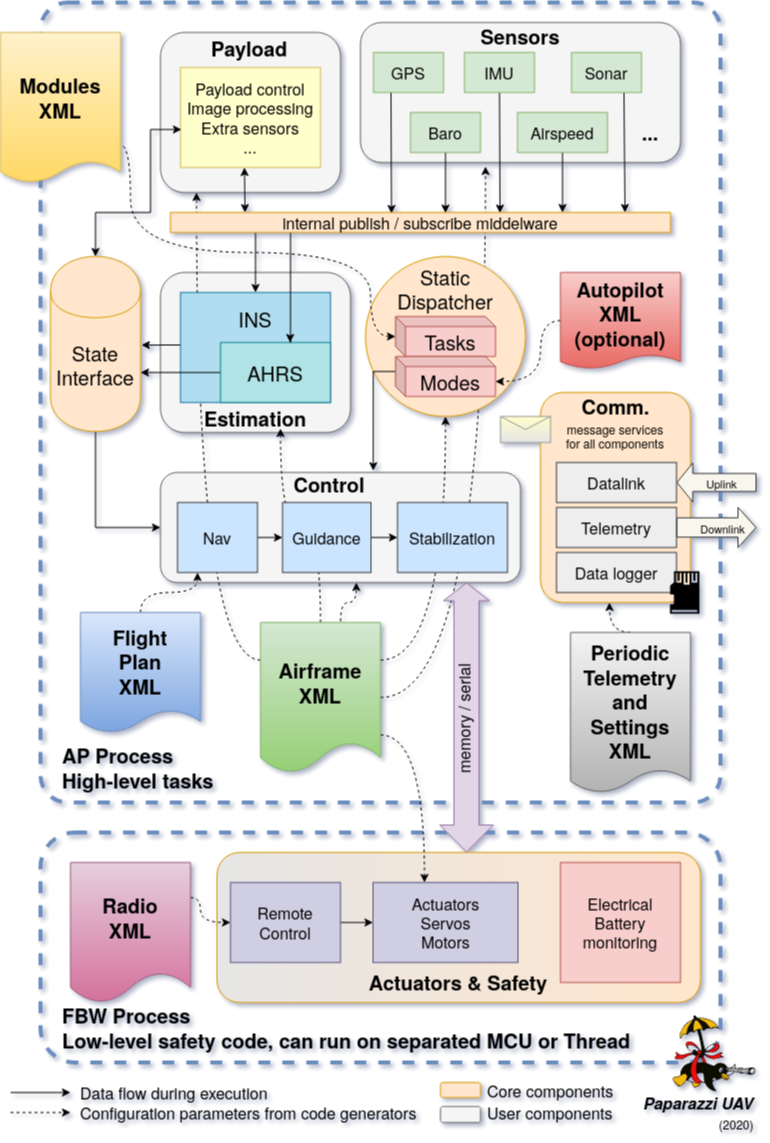 Modules
XML
Payload
Payload control
Image processing
Extra sensors
...
Sensors
GPS
IMU
Sonar
Baro
Airspeed
...
Internal publish / subscribe middelware
State
Interface
INS
AHRS
Estimation
Static
Dispatcher
Tasks
Modes
Autopilot
XML
(optional)
Comm.
message services
for all components
Datalink
Uplink
Telemetry
Downlink
Data logger
Control
Nav
Guidance
Stabilization
Flight
Plan
XML
Airframe
XML
memory / serial
Periodic
Telemetry
and
Settings
XML
AP Process
High-level tasks
Radio
XML
Remote
Control
Actuators
Servos
Motors
Electrical
Battery
monitoring
Actuators & Safety
FBW Process
Low-level safety code, can run on separated MCU or Thread
Data flow during execution
Configuration parameters from code generators
Core components
User components
Paparazzi UAV
(2020)